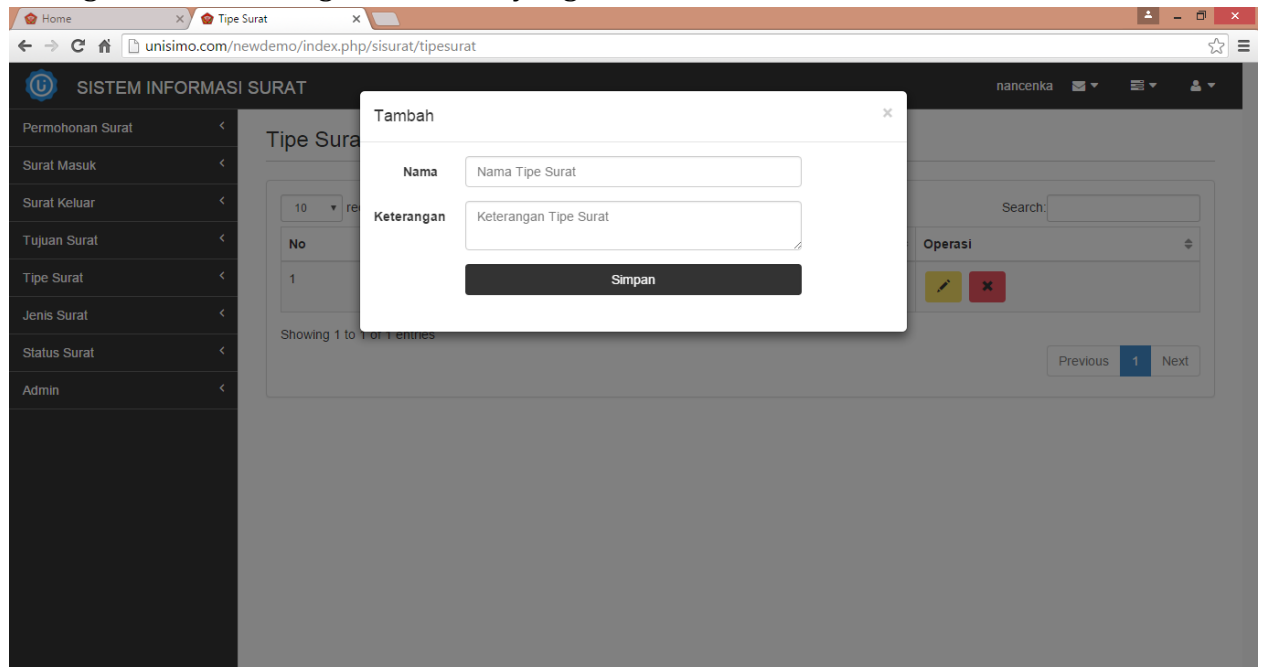 Home
Tipe Surat
unisimo.com/newdemo/index.php/sisurat/tipesurat
SISTEM INFORMASI SURAT
nancenka
Permohonan Surat
Surat Masuk
Surat Keluar
Tujuan Surat
Tipe Surat
Jenis Surat
Status Surat
Admin
Tipe Sura
Tambah
×
Nama
Nama Tipe Surat
Keterangan
Keterangan Tipe Surat
Simpan
10 re
Search:
No
Operasi
1
Showing 1 to 1 of 1 entries
Previous 1 Next